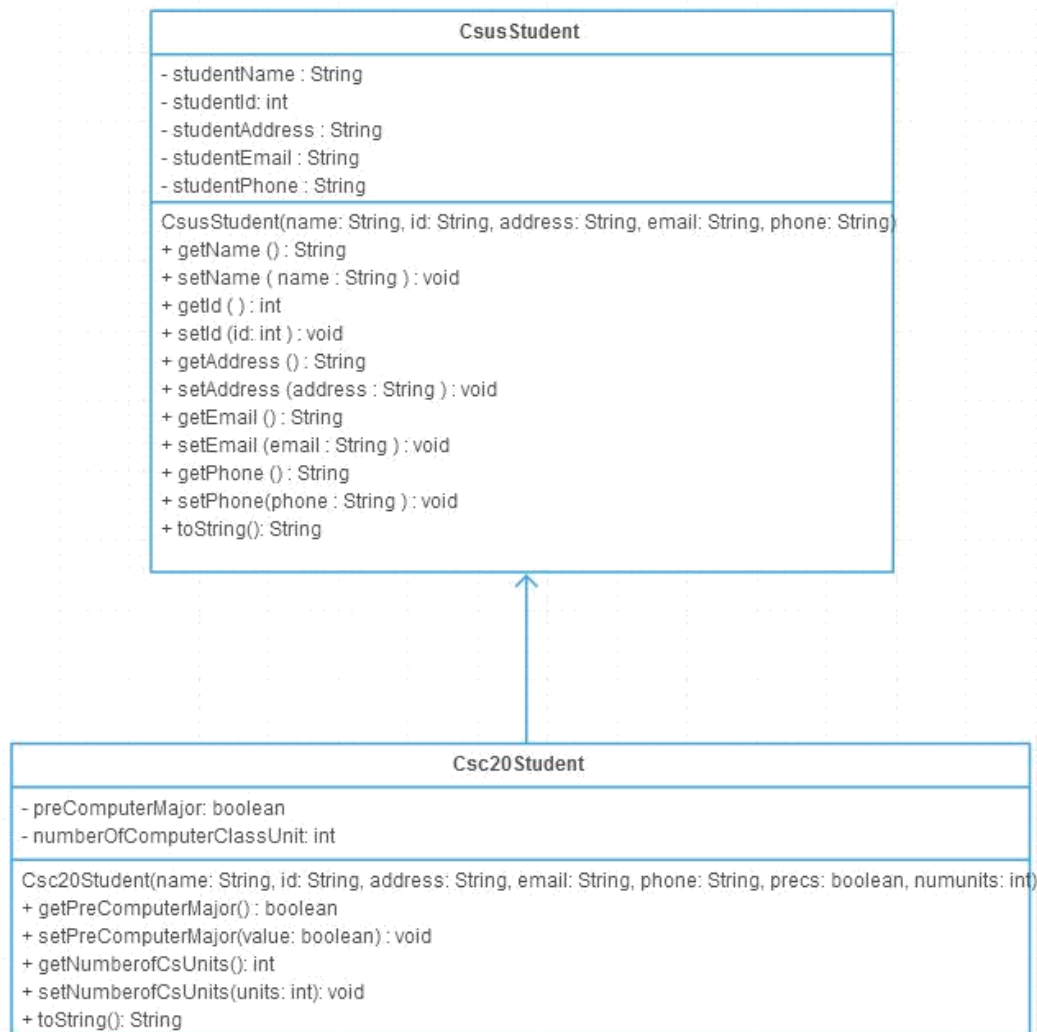 CsusStudent
- studentName : String
- studentId: int
- studentAddress : String
- studentEmail : String
- studentPhone : String
CsusStudent(name: String, id: String, address: String, email: String, phone: String)
+ getName () : String
+ setName ( name : String ) : void
+ getId ( ) : int
+ setId (id: int ) : void
+ getAddress () : String
+ setAddress (address : String ) : void
+ getEmail () : String
+ setEmail (email : String ) : void
+ getPhone () : String
+ setPhone(phone : String ) : void
+ toString(): String
Csc20Student
- preComputerMajor: boolean
- numberOfComputerClassUnit: int
Csc20Student(name: String, id: String, address: String, email: String, phone: String, precs: boolean, numunits: int)
+ getPreComputerMajor() : boolean
+ setPreComputerMajor(value: boolean) : void
+ getNumberofCsUnits(): int
+ setNumberofCsUnits(units: int): void
+ toString(): String